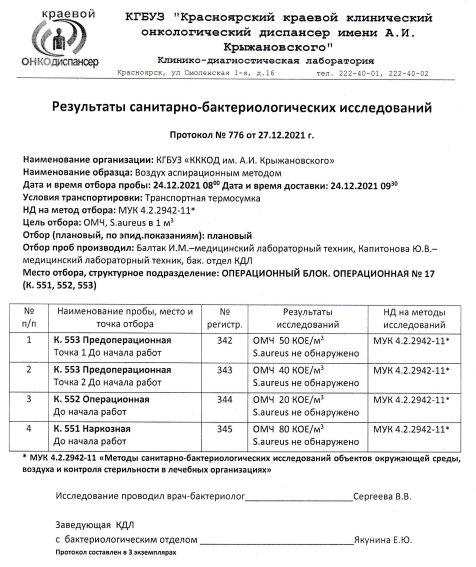 краевой
ОНКОдиспансер
КГБУЗ "Красноярский краевой клинический
онкологический диспансер имени А.И.
Крыжановского"
Клинико-диагностическая лаборатория
Красноярск, ул Смоленская 1-я, д.16 тел. 222-40-01, 222-40-02
Результаты санитарно-бактериологических исследований
Протокол № 776 от 27.12.2021 г.
Наименование организации: КГБУЗ «КККОД им. А.И. Крыжановского»
Наименование образца: Воздух аспирационным методом
Дата и время отбора пробы: 24.12.2021 08⁰⁰ Дата и время доставки: 24.12.2021 09³⁰
Условия транспортировки: Транспортная термосумка
НД на метод отбора: МУК 4.2.2942-11*
Цель отбора: ОМЧ, S.aureus в 1 м³
Отбор (плановый, по эпид.показаниям): плановый
Отбор проб производил: Балтак И.М.–медицинский лабораторный техник, Капитонова Ю.В.–
медицинский лабораторный техник, бак. отдел КДЛ
Место отбора, структурное подразделение: ОПЕРАЦИОННЫЙ БЛОК. ОПЕРАЦИОННАЯ № 17
(К. 551, 552, 553)
№ п/п Наименование пробы, место и точка отбора № регистр. Результаты исследований НД на методы исследований
1 К. 553 Предоперационная 342 ОМЧ 50 КОЕ/м³ МУК 4.2.2942-11*
Точка 1 До начала работ S.aureus не обнаружено
2 К. 553 Предоперационная 343 ОМЧ 40 КОЕ/м³ МУК 4.2.2942-11*
Точка 2 До начала работ S.aureus не обнаружено
3 К. 552 Операционная 344 ОМЧ 20 КОЕ/м³ МУК 4.2.2942-11*
До начала работ S.aureus не обнаружено
4 К. 551 Наркозная 345 ОМЧ 80 КОЕ/м³ МУК 4.2.2942-11*
До начала работ S.aureus не обнаружено
* МУК 4.2.2942-11 «Методы санитарно-бактериологических исследований объектов окружающей среды,
воздуха и контроля стерильности в лечебных организациях»
Исследование проводил врач-бактериолог Сергеева В.В.
Заведующая КДЛ
с бактериологическим отделом Якунина Е.Ю.
Протокол составлен в 3 экземплярах